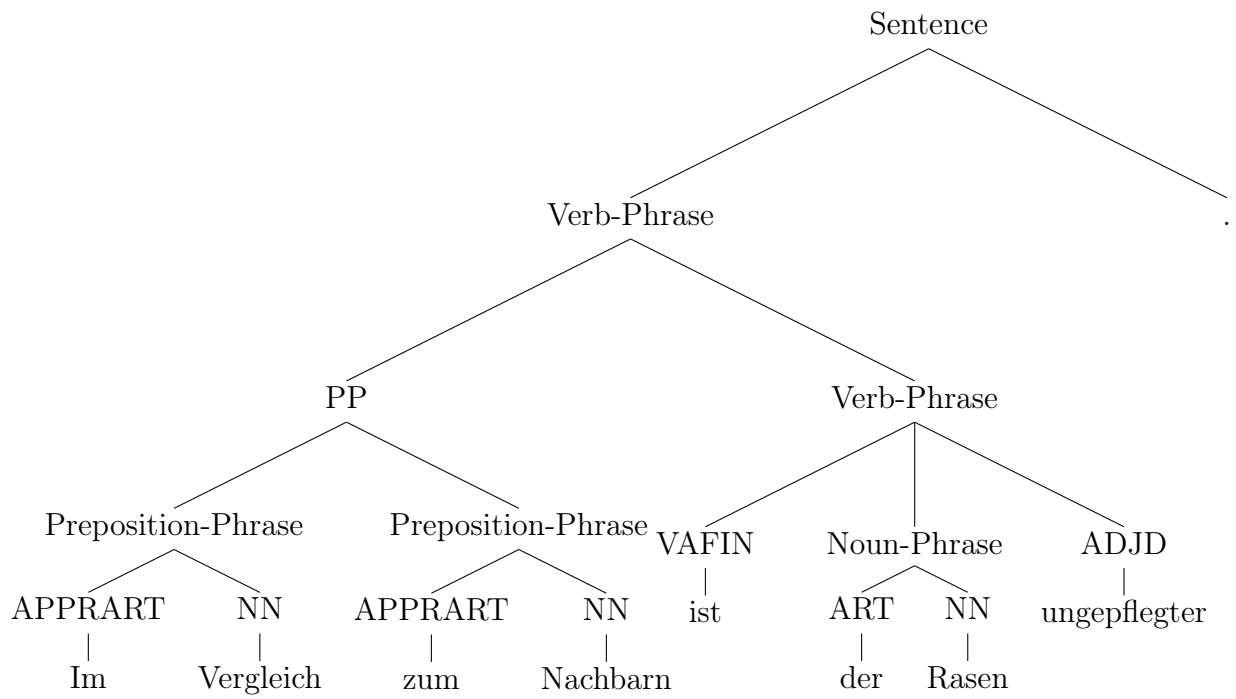 Sentence
Verb-Phrase .
PP Verb-Phrase
Preposition-Phrase Preposition-Phrase VAFIN Noun-Phrase ADJD
APPRART NN APPRART NN ist ART NN ungepflegter
Im Vergleich zum Nachbarn der Rasen